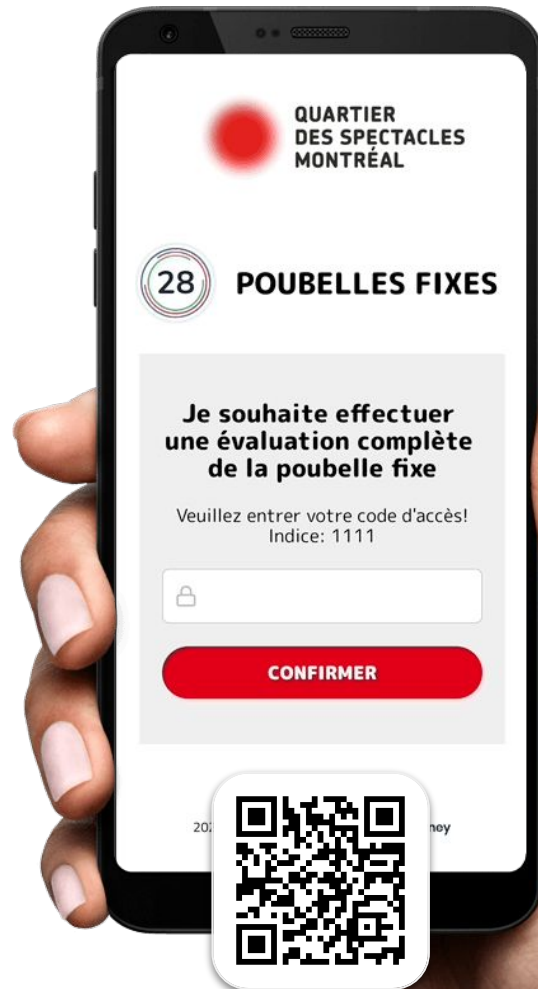 QUARTIER
DES SPECTACLES
MONTRÉAL
28 POUBELLES FIXES
Je souhaite effectuer
une évaluation complète
de la poubelle fixe
Veuillez entrer votre code d'accès!
Indice: 1111
CONFIRMER